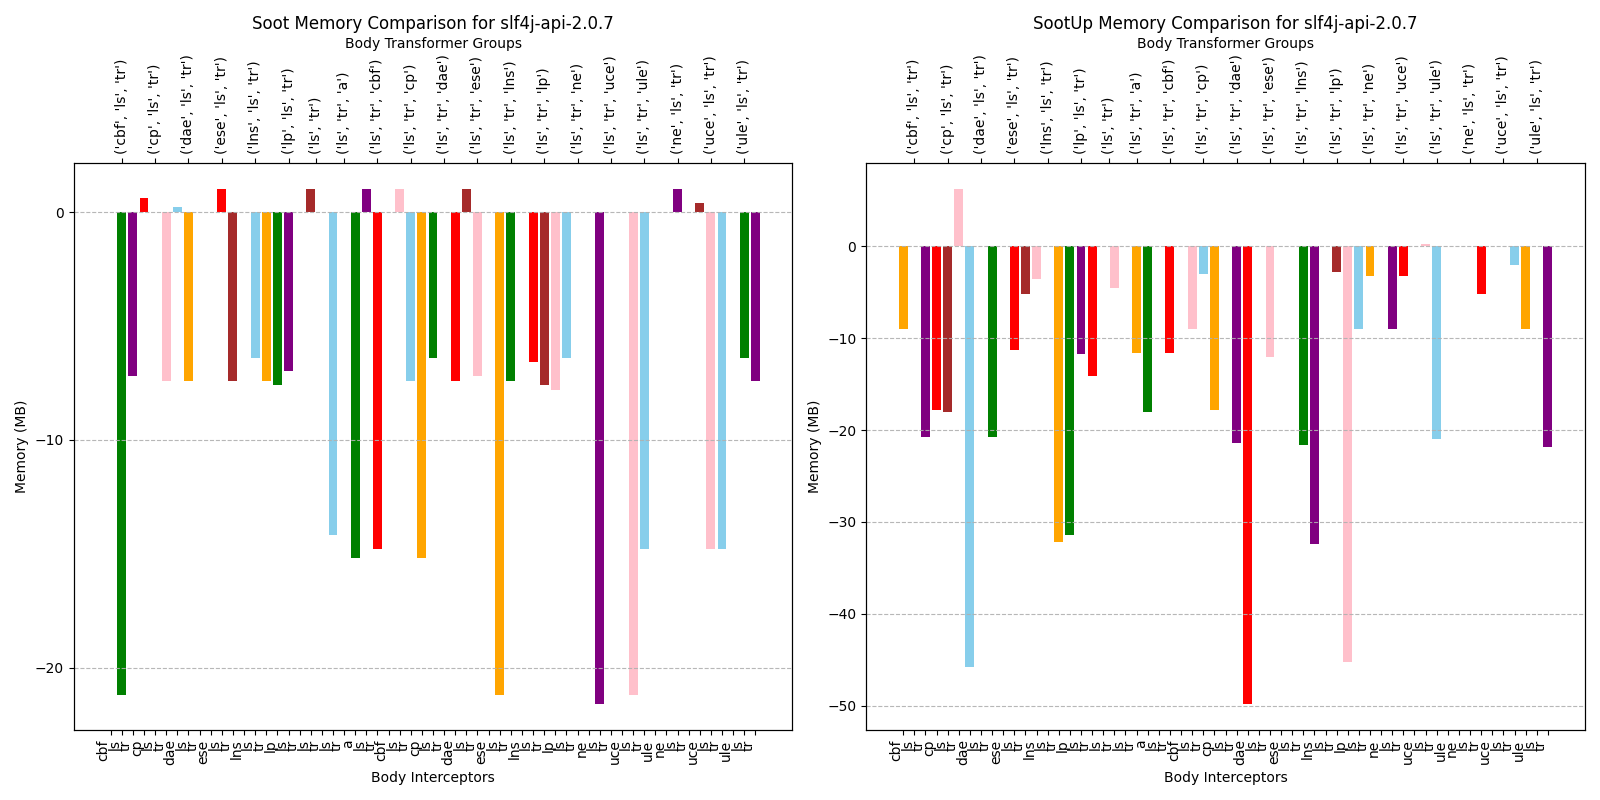 Soot Memory Comparison for slf4j-api-2.0.7
Body Transformer Groups
('cbf', 'ls', 'tr')
('cp', 'ls', 'tr')
('dae', 'ls', 'tr')
('ese', 'ls', 'tr')
('lns', 'ls', 'tr')
('lp', 'ls', 'tr')
('ls', 'tr')
('ls', 'tr', 'a')
('ls', 'tr', 'cbf')
('ls', 'tr', 'cp')
('ls', 'tr', 'dae')
('ls', 'tr', 'ese')
('ls', 'tr', 'lns')
('ls', 'tr', 'lp')
('ls', 'tr', 'ne')
('ls', 'tr', 'uce')
('ls', 'tr', 'ule')
('ne', 'ls', 'tr')
('uce', 'ls', 'tr')
('ule', 'ls', 'tr')
Memory (MB)
0
−10
−20
cbf
ls
tr
cp
ls
tr
dae
ls
tr
ese
ls
tr
lns
ls
tr
lp
ls
tr
ls
tr
ls
tr
a
ls
tr
cbf
ls
tr
cp
ls
tr
dae
ls
tr
ese
ls
tr
lns
ls
tr
lp
ls
tr
ne
ls
tr
uce
ls
tr
ule
ne
ls
tr
uce
ls
tr
ule
ls
tr
Body Interceptors
SootUp Memory Comparison for slf4j-api-2.0.7
Body Transformer Groups
('cbf', 'ls', 'tr')
('cp', 'ls', 'tr')
('dae', 'ls', 'tr')
('ese', 'ls', 'tr')
('lns', 'ls', 'tr')
('lp', 'ls', 'tr')
('ls', 'tr')
('ls', 'tr', 'a')
('ls', 'tr', 'cbf')
('ls', 'tr', 'cp')
('ls', 'tr', 'dae')
('ls', 'tr', 'ese')
('ls', 'tr', 'lns')
('ls', 'tr', 'lp')
('ls', 'tr', 'ne')
('ls', 'tr', 'uce')
('ls', 'tr', 'ule')
('ne', 'ls', 'tr')
('uce', 'ls', 'tr')
('ule', 'ls', 'tr')
Memory (MB)
0
−10
−20
−30
−40
−50
cbf
ls
tr
cp
ls
tr
dae
ls
tr
ese
ls
tr
lns
ls
tr
lp
ls
tr
ls
tr
ls
tr
a
ls
tr
cbf
ls
tr
cp
ls
tr
dae
ls
tr
ese
ls
tr
lns
ls
tr
lp
ls
tr
ne
ls
tr
uce
ls
tr
ule
ne
ls
tr
uce
ls
tr
ule
ls
tr
Body Interceptors